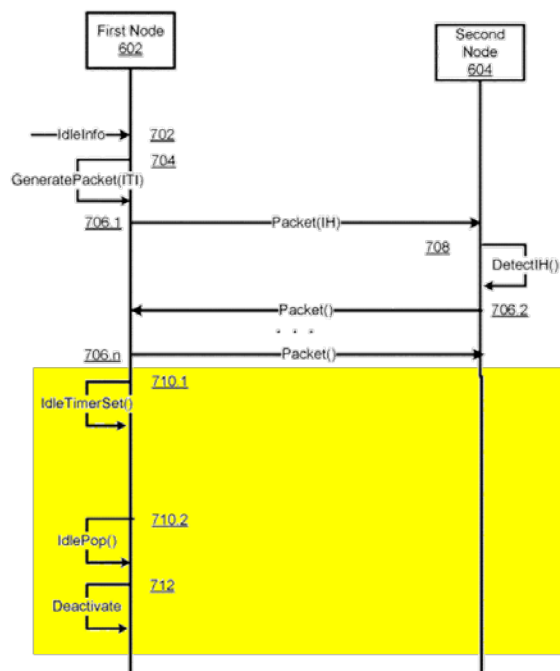 First Node
602
Second
Node
604
IdleInfo
702
704
GeneratePacket(ITI)
706.1
Packet(IH)
708
DetectIH()
Packet()
706.2
. . .
706.n
Packet()
710.1
IdleTimerSet()
710.2
IdlePop()
712
Deactivate